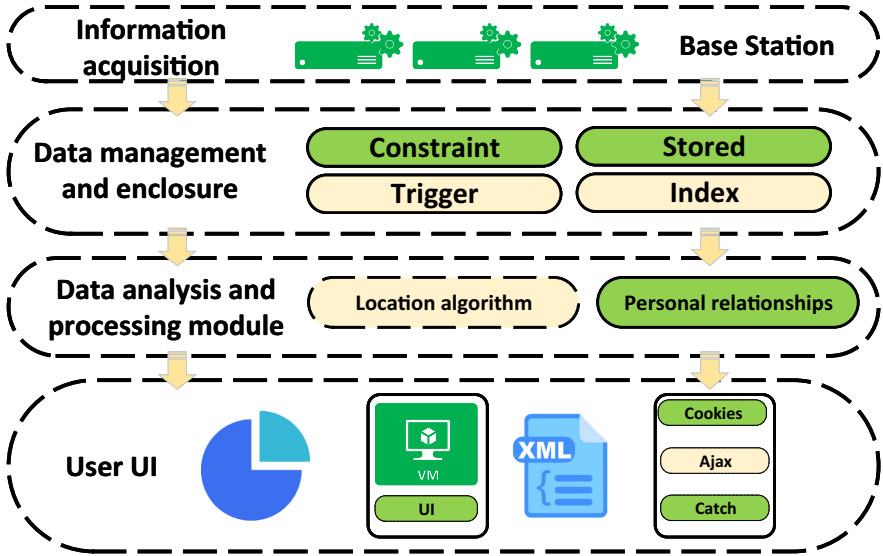 Information
acquisition
Base Station
Data management
and enclosure
Constraint
Stored
Trigger
Index
Data analysis and
processing module
Location algorithm
Personal relationships
User UI
VM
UI
XML
Cookies
Ajax
Catch